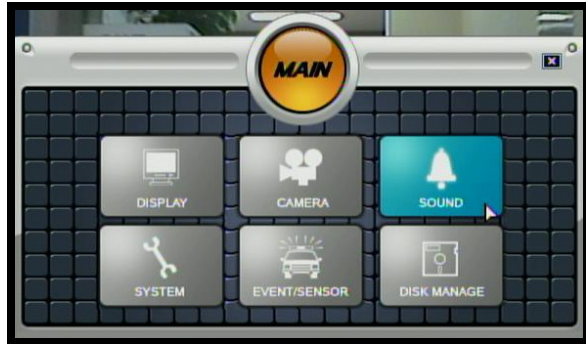 MAIN
DISPLAY
CAMERA
SOUND
SYSTEM
EVENT/SENSOR
DISK MANAGE